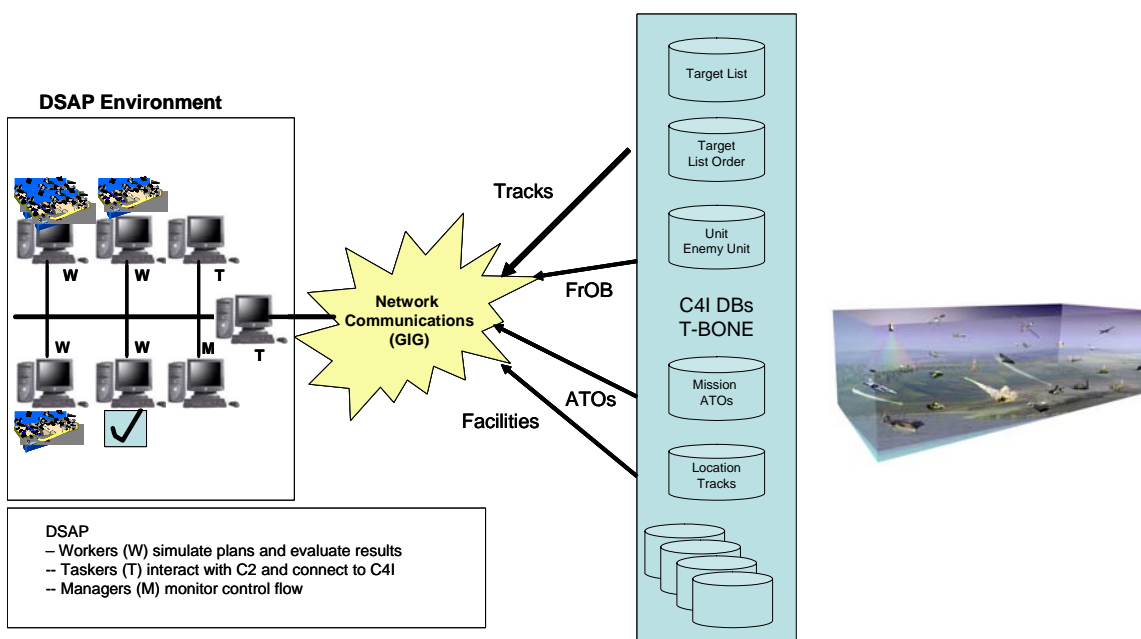 DSAP Environment
W
W
T
T
W
W
M
DSAP
– Workers (W) simulate plans and evaluate results
-- Taskers (T) interact with C2 and connect to C4I
-- Managers (M) monitor control flow
Network
Communications
(GIG)
Tracks
FrOB
ATOs
Facilities
Target List
Target
List Order
Unit
Enemy Unit
C4I DBs
T-BONE
Mission
ATOs
Location
Tracks